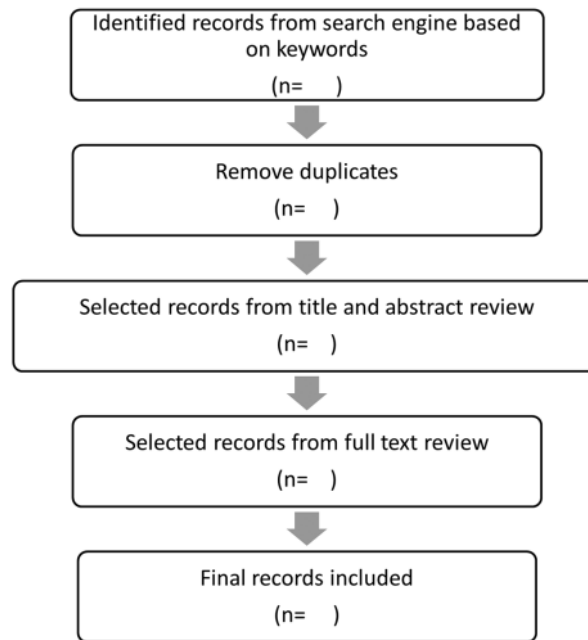 Identified records from search engine based
on keywords
(n=     )
Remove duplicates
(n=     )
Selected records from title and abstract review
(n=    )
Selected records from full text review
(n=    )
Final records included
(n=     )